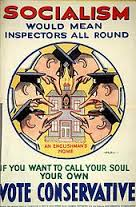 SOCIALISM
WOULD MEAN
INSPECTORS ALL ROUND
AN ENGLISHMAN'S
HOME
IF YOU WANT TO CALL YOUR SOUL
YOUR OWN
VOTE CONSERVATIVE